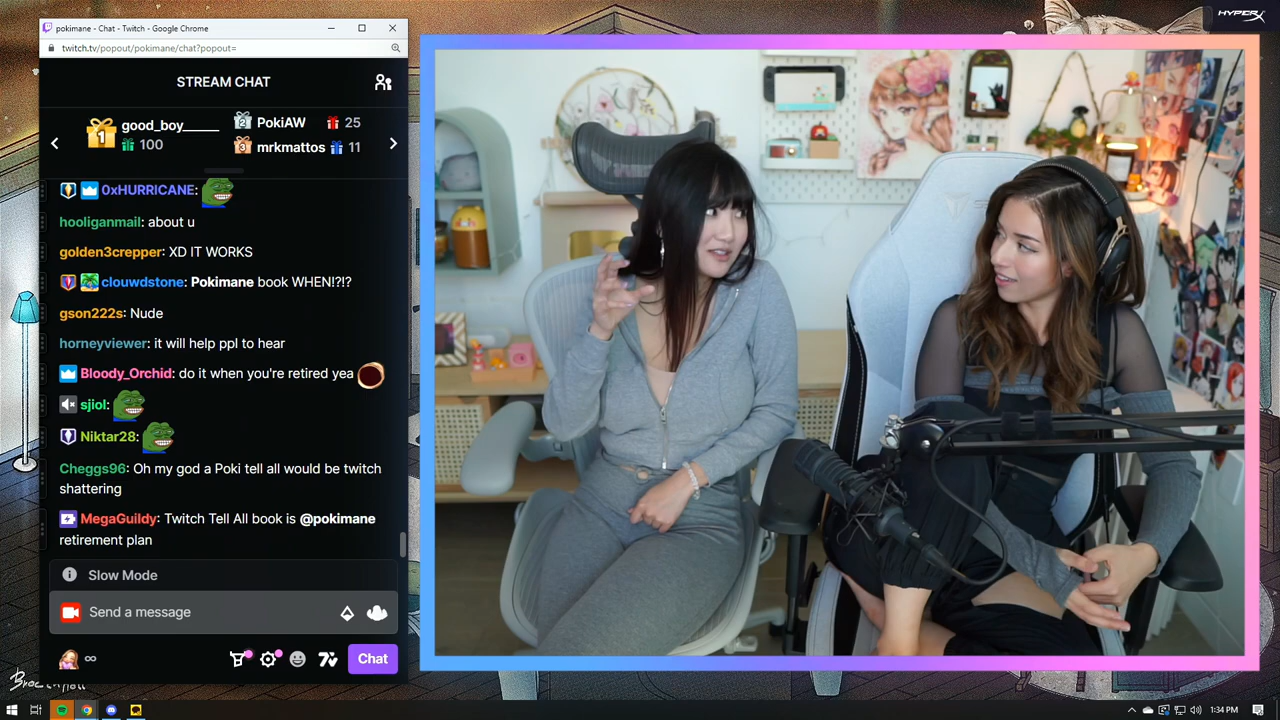 pokimane - Chat - Twitch - Google Chrome
twitch.tv/popout/pokimane/chat?popout=
STREAM CHAT
1 good_boy_____ 100
2 PokiAW 25
3 mrkmattos 11
0xHURRICANE:
hooliganmail: about u
golden3crepper: XD IT WORKS
clouwdstone: Pokimane book WHEN!?!?
gson222s: Nude
horneyviewer: it will help ppl to hear
Bloody_Orchid: do it when you're retired yea
sjiol:
Niktar28:
Cheggs96: Oh my god a Poki tell all would be twitch
shattering
MegaGuildy: Twitch Tell All book is @pokimane
retirement plan
Slow Mode
Send a message
∞
Chat
HYPERX
1:34 PM